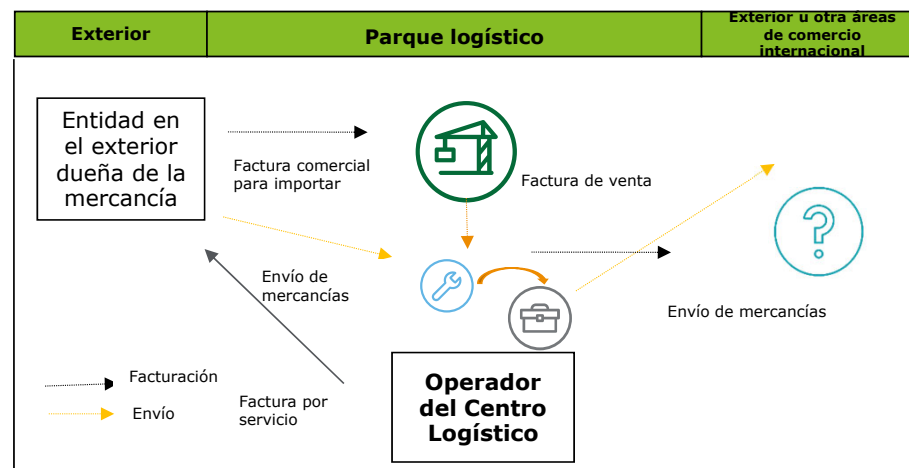 Exterior
Parque logístico
Exterior u otra áreas
de comercio
internacional
Entidad en
el exterior
dueña de la
mercancía
Factura comercial
para importar
Factura de venta
Envío de
mercancías
Envío de mercancías
Facturación
Envío
Factura por
servicio
Operador
del Centro
Logístico